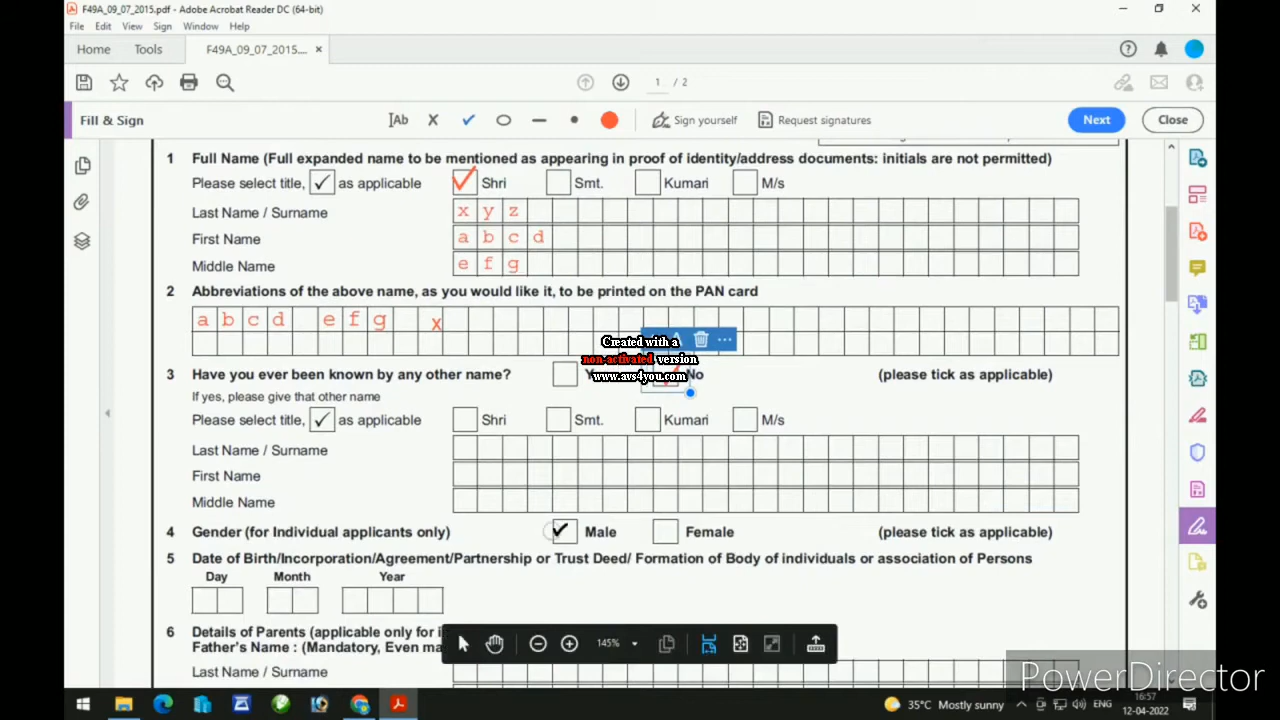 F49A_09_07_2015.pdf - Adobe Acrobat Reader DC (64-bit)
File Edit View Sign Window Help
Home Tools F49A_09_07_2015.... ×
1 / 2
Fill & Sign Ab Sign yourself Request signatures Next Close
1 Full Name (Full expanded name to be mentioned as appearing in proof of identity/address documents: initials are not permitted)
Please select title, ✓ as applicable ✓ Shri Smt. Kumari M/s
Last Name / Surname x y z
First Name a b c d
Middle Name e f g
2 Abbreviations of the above name, as you would like it, to be printed on the PAN card
a b c d e f g x
Created with a
non-activated version
www.avs4you.com
3 Have you ever been known by any other name? No (please tick as applicable)
If yes, please give that other name
Please select title, ✓ as applicable Shri Smt. Kumari M/s
Last Name / Surname
First Name
Middle Name
4 Gender (for Individual applicants only) ✓ Male Female (please tick as applicable)
5 Date of Birth/Incorporation/Agreement/Partnership or Trust Deed/ Formation of Body of individuals or association of Persons
Day Month Year
6 Details of Parents (applicable only for
Father's Name : (Mandatory, Even
Last Name / Surname
145%
PowerDirector
35°C Mostly sunny ENG 16:57
12-04-2022